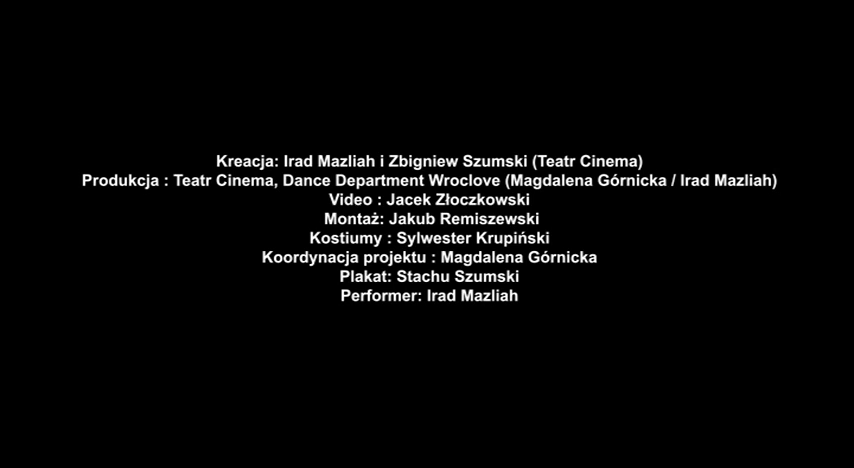 Kreacja: Irad Mazliah i Zbigniew Szumski (Teatr Cinema)
Produkcja : Teatr Cinema, Dance Department Wroclove (Magdalena Górnicka / Irad Mazliah)
Video : Jacek Złoczkowski
Montaż: Jakub Remiszewski
Kostiumy : Sylwester Krupiński
Koordynacja projektu : Magdalena Górnicka
Plakat: Stachu Szumski
Performer: Irad Mazliah